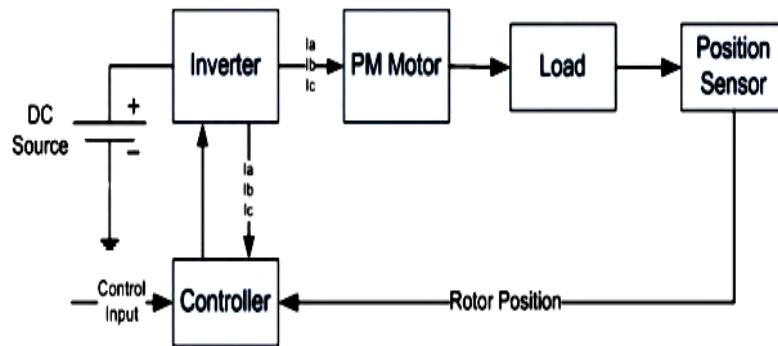 Inverter
Ia
Ib
Ic
PM Motor
Load
Position
Sensor
DC
Source
+
−
Ia
Ib
Ic
Control
Input
Controller
Rotor Position